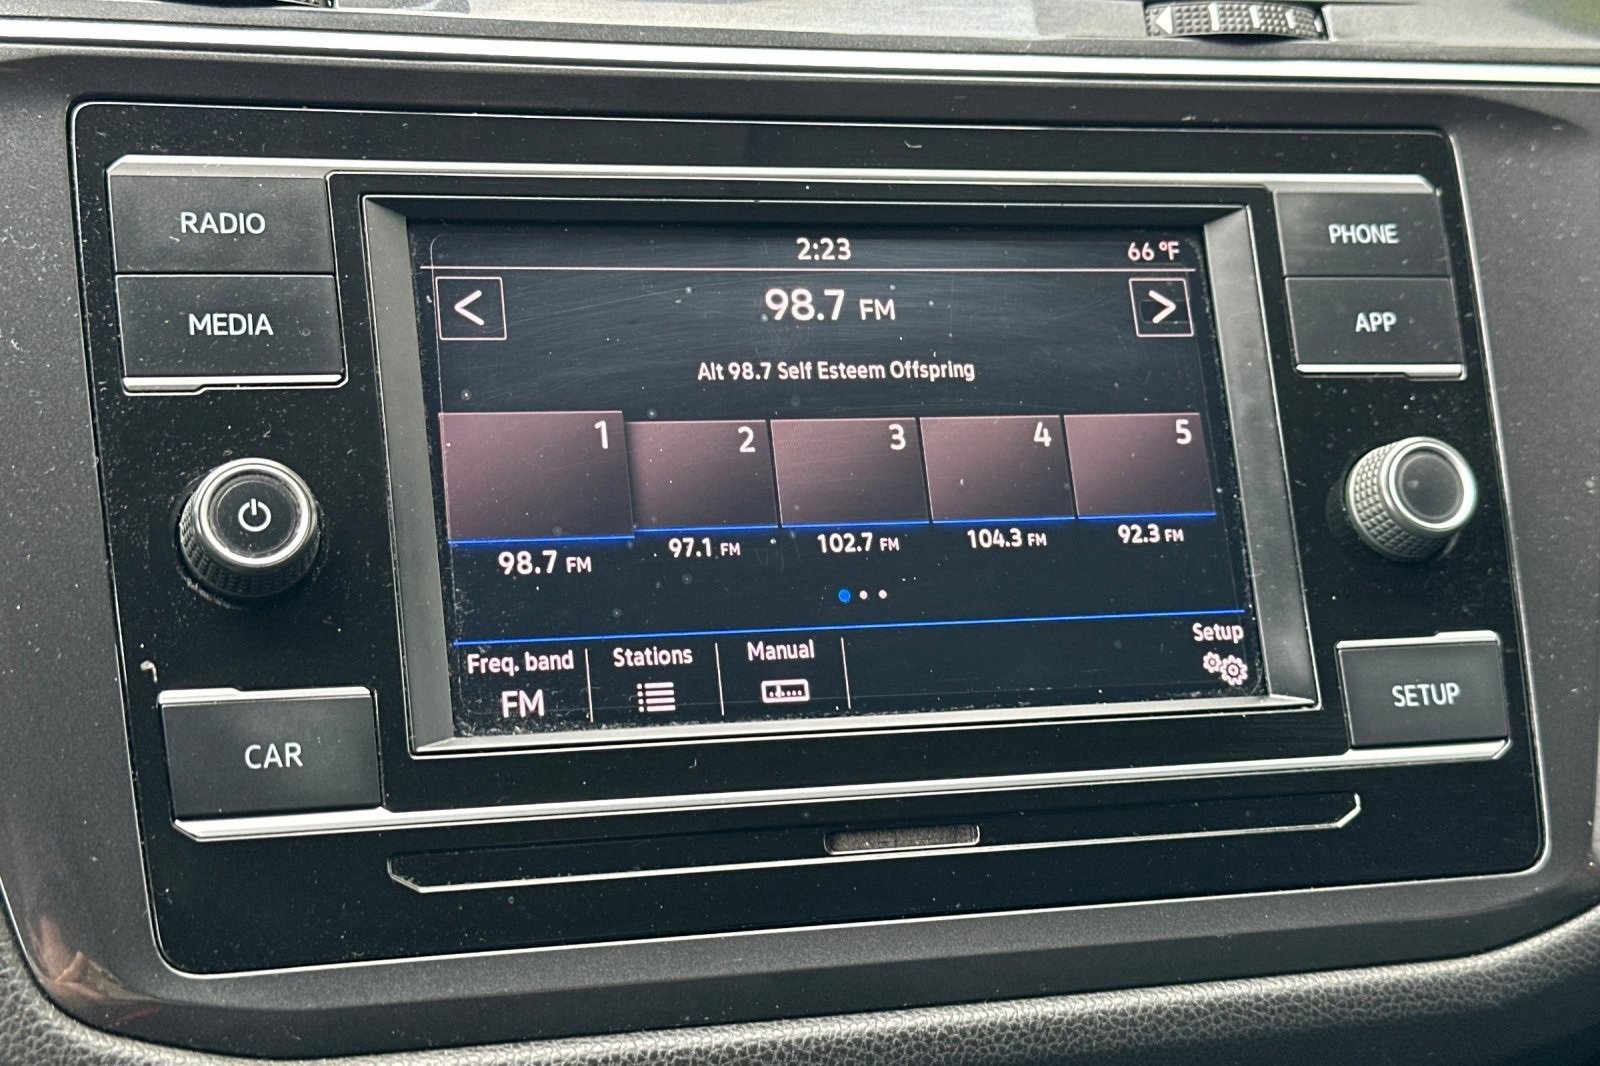 RADIO
MEDIA
CAR
PHONE
APP
SETUP
2:23
66 °F
98.7 FM
Alt 98.7 Self Esteem Offspring
1
2
3
4
5
98.7 FM
97.1 FM
102.7 FM
104.3 FM
92.3 FM
Freq. band
FM
Stations
Manual
Setup